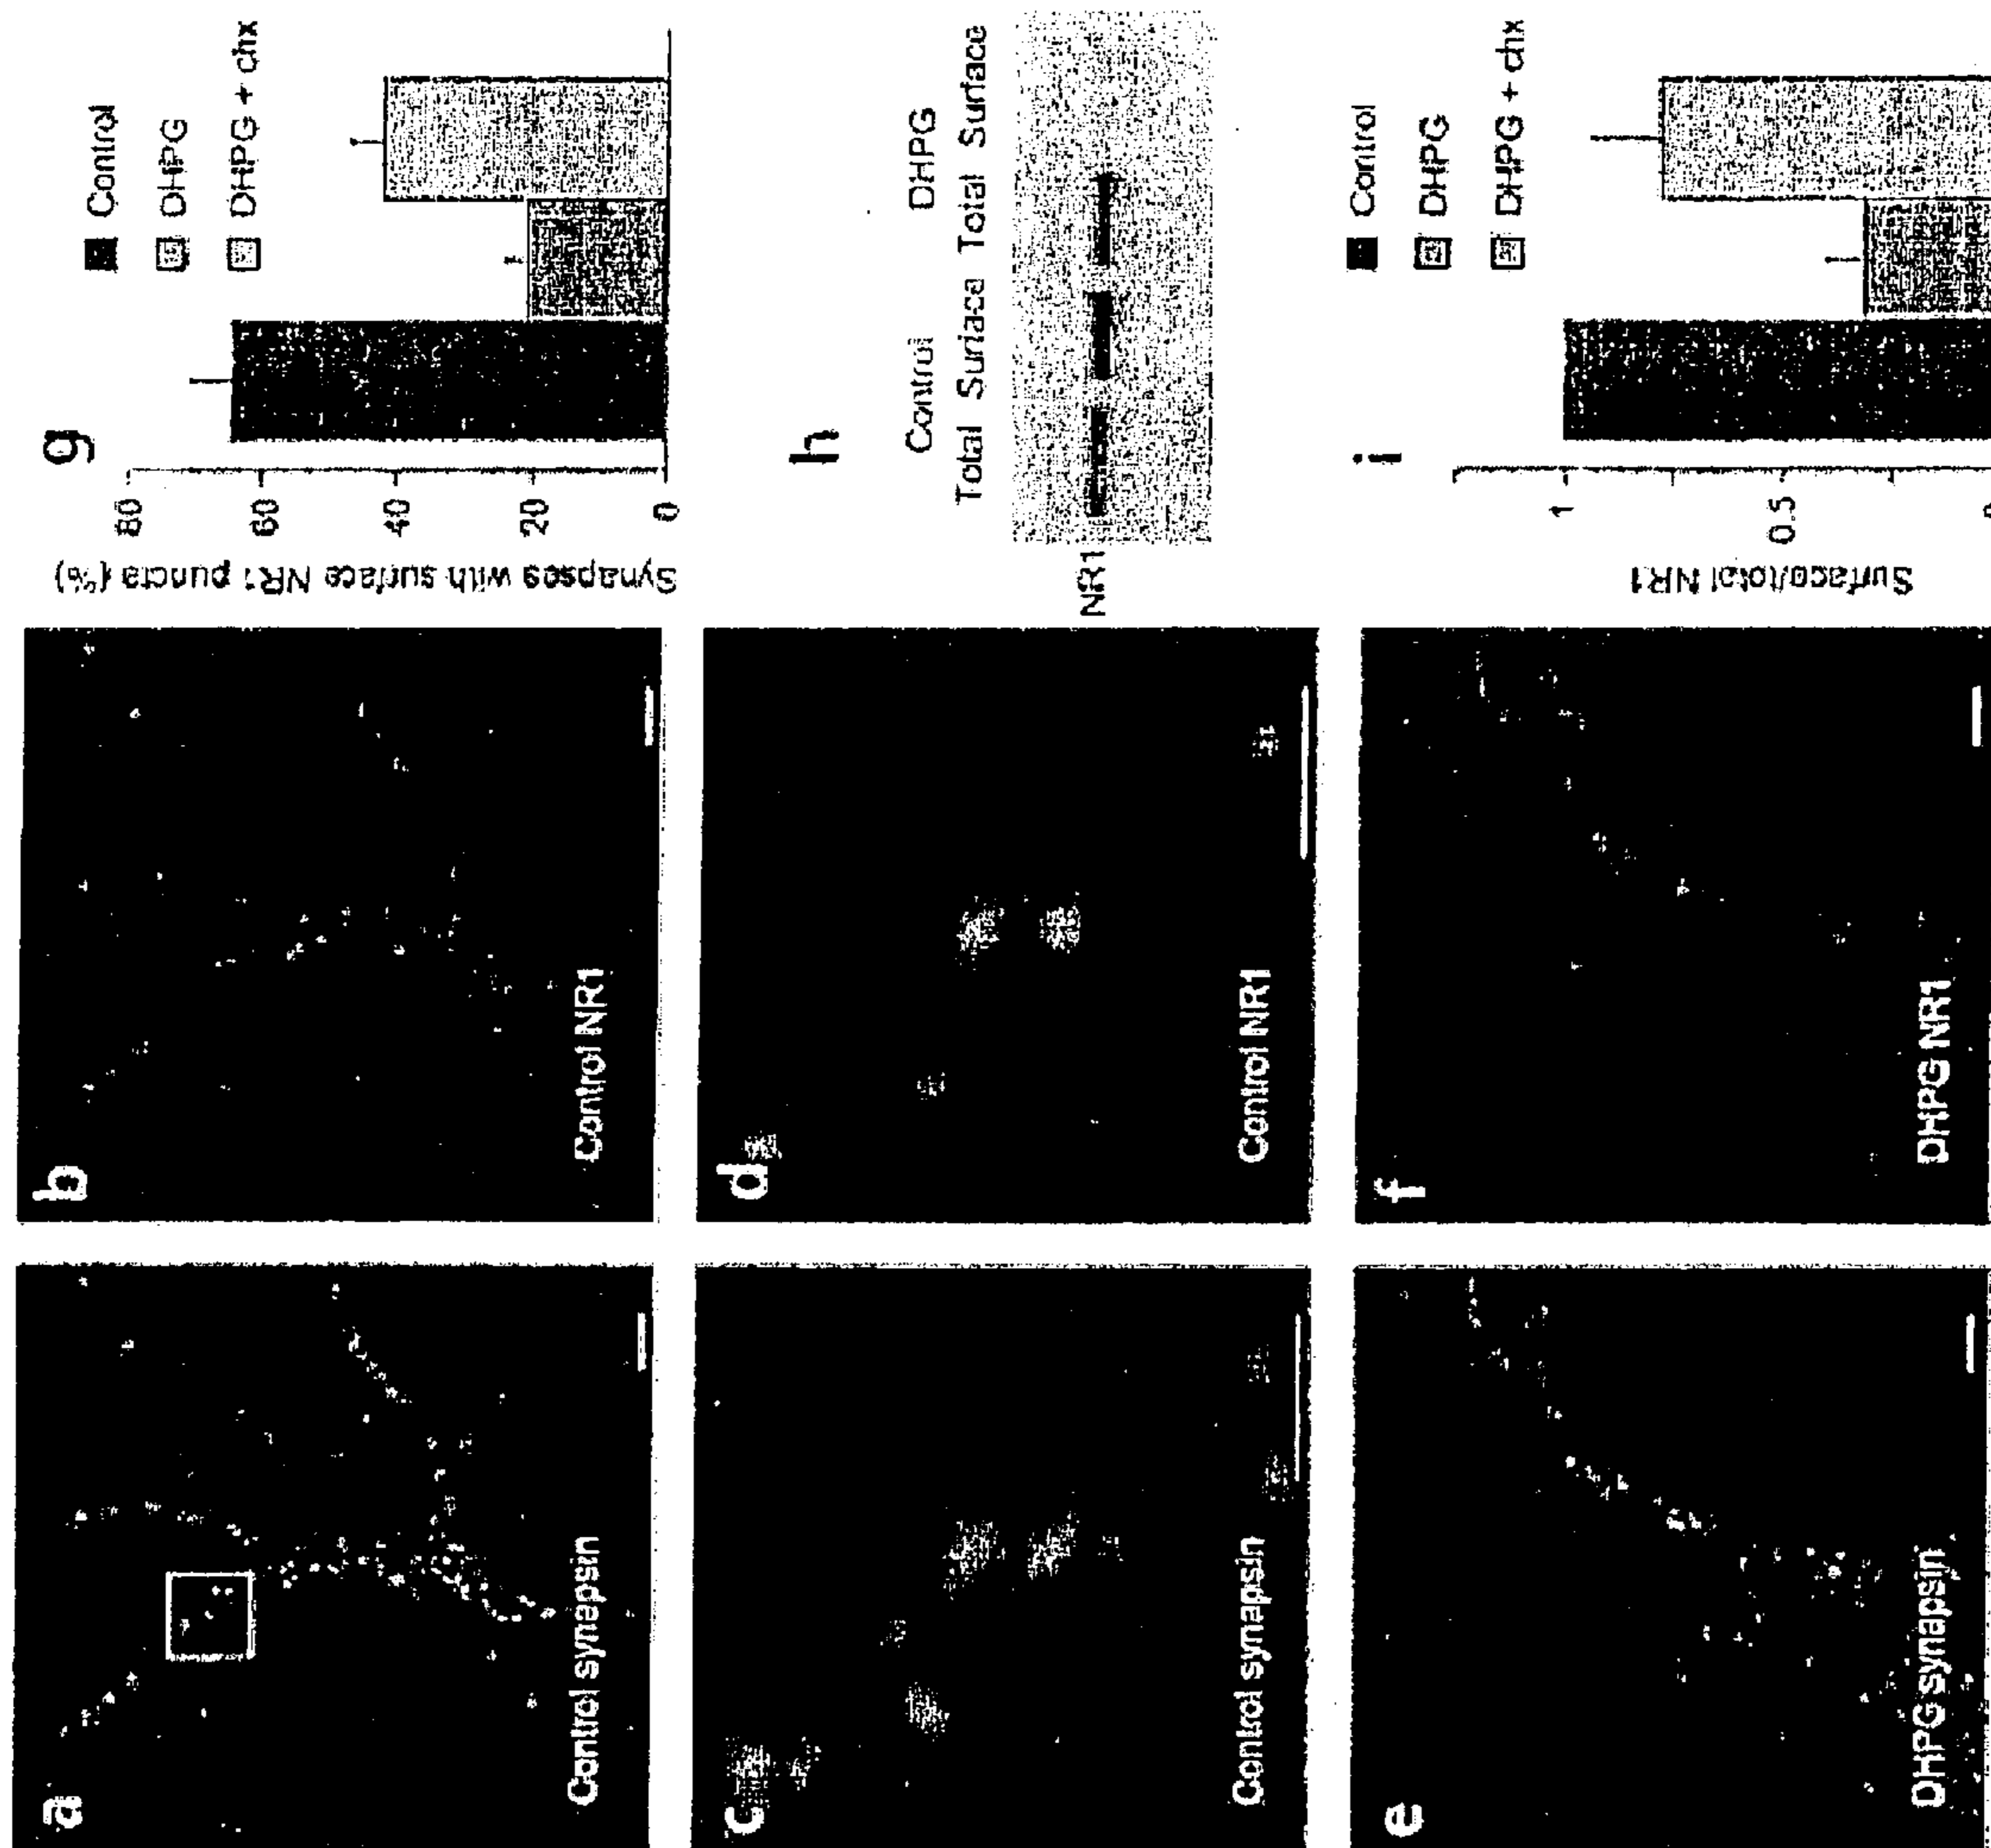 a
Control synapsin
b
Control NR1
c
Control synapsin
d
Control NR1
e
DHPG synapsin
f
DHPG NR1
g
Synapses with surface NR1 puncta (%)
80
60
40
20
0
Control
DHPG
DHPG + chx
h
Control DHPG
Total Surface Total Surface
NR1
i
Surface/total NR1
1
0.5
0
Control
DHPG
DHPG + chx